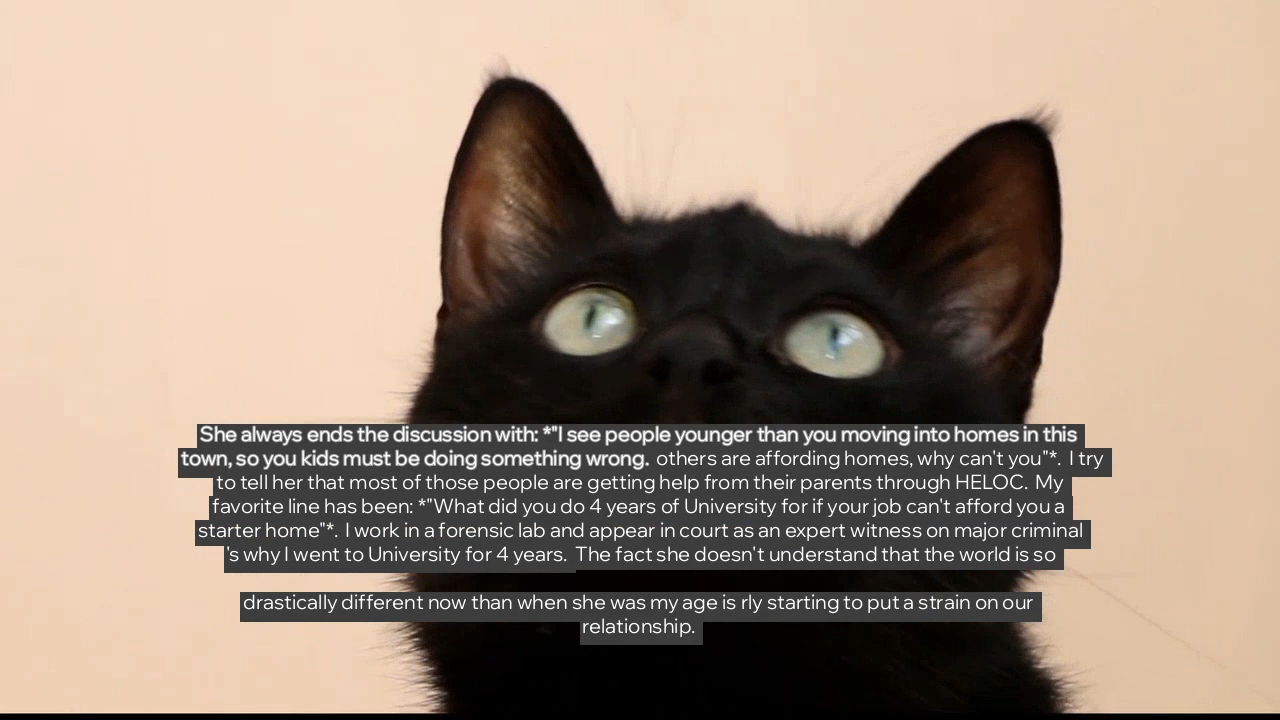 She always ends the discussion with: *"I see people younger than you moving into homes in this
town, so you kids must be doing something wrong. others are affording homes, why can't you"*. I try
to tell her that most of those people are getting help from their parents through HELOC. My
favorite line has been: *"What did you do 4 years of University for if your job can't afford you a
starter home"*. I work in a forensic lab and appear in court as an expert witness on major criminal
's why I went to University for 4 years. The fact she doesn't understand that the world is so
drastically different now than when she was my age is rly starting to put a strain on our
relationship.